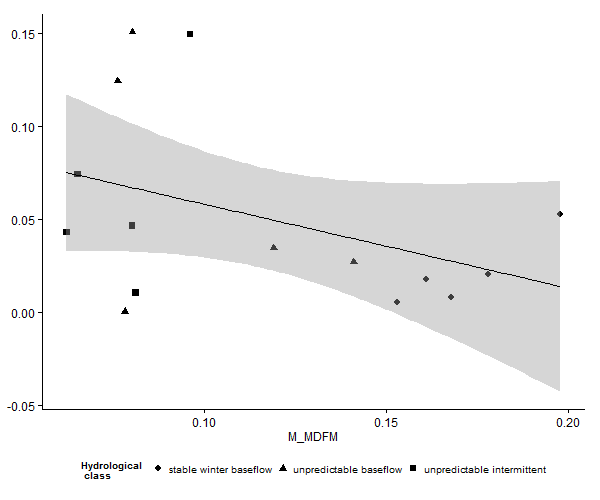 0.15
0.10
0.05
0.00
-0.05
0.10
0.15
0.20
M_MDFM
Hydrological
class
stable winter baseflow
unpredictable baseflow
unpredictable intermittent